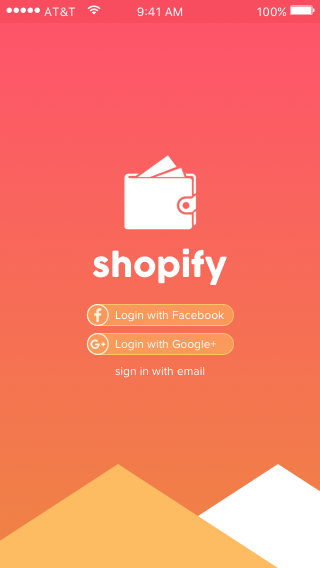 AT&T 9:41 AM 100%
shopify
Login with Facebook
Login with Google+
sign in with email